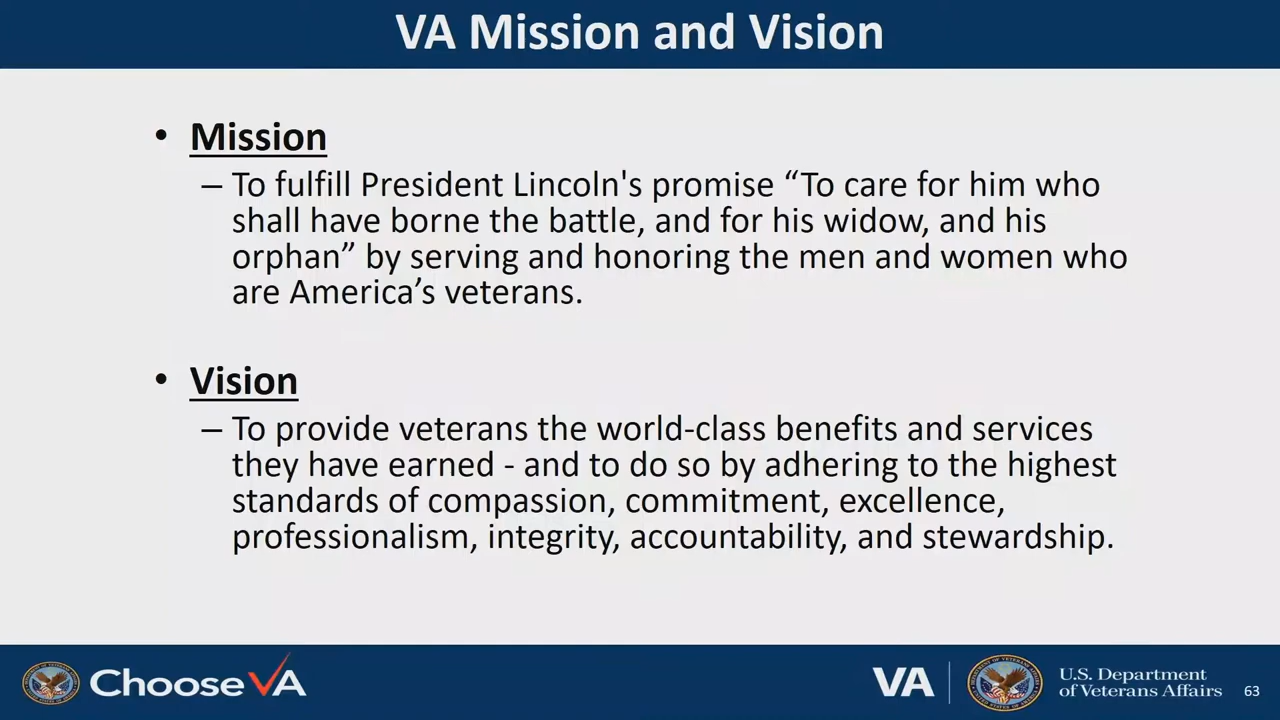 VA Mission and Vision
• Mission
– To fulfill President Lincoln's promise “To care for him who
shall have borne the battle, and for his widow, and his
orphan” by serving and honoring the men and women who
are America’s veterans.
• Vision
– To provide veterans the world-class benefits and services
they have earned - and to do so by adhering to the highest
standards of compassion, commitment, excellence,
professionalism, integrity, accountability, and stewardship.
Choose VA
VA
U.S. Department
of Veterans Affairs
63